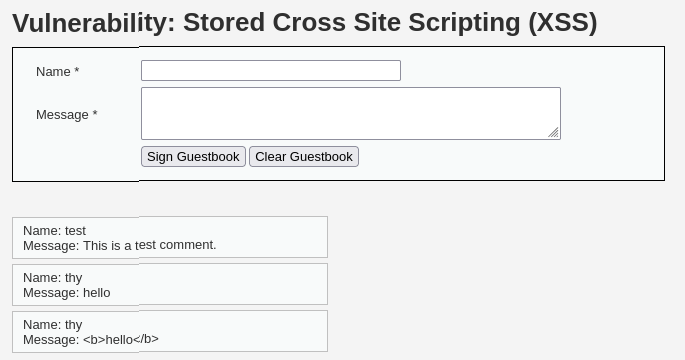 Vulnerability: Stored Cross Site Scripting (XSS)
Name *
Message *
Sign Guestbook Clear Guestbook
Name: test
Message: This is a test comment.
Name: thy
Message: hello
Name: thy
Message: <b>hello</b>